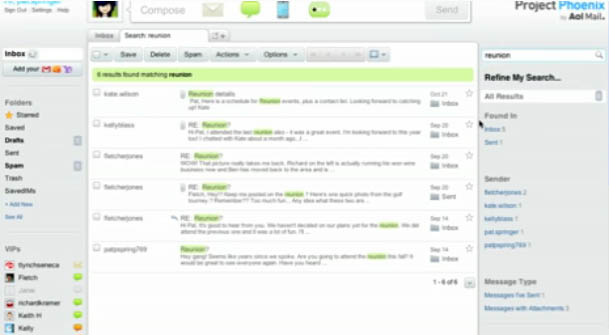 Hi, patspringer
Sign Out Settings Help
Compose
Send
Project Phoenix
by Aol Mail.
Inbox
Search: reunion
Inbox
Add your
Save
Delete
Spam
Actions
Options
reunion
6 results found matching reunion
Refine My Search...
All Results
Folders
Starred
Saved
Drafts
Sent
Spam
Trash
SavedIMs
+ Add New
See All
VIPs
flynchseneca
Fletch
Janie
richardkramer
Keith H
Kelly
kate.wilson
Reunion details
Oct 21
Pat, Here is a schedule for Reunion events, plus a contact list. Looking forward to catching
up! Kate
Inbox
kellyblass
RE: Reunion?
Sep 20
Hi Pat, I attended the last reunion also - it was a great event. I'm looking forward to this year
too! I chatted with Kate about a month ago. I ...
Inbox
fletcherjones
RE: Reunion?
Sep 20
WOW! That picture really takes me back. Richard on the left is actually running his own wine
business now and Ben has moved back to the area and is ...
Inbox
fletcherjones
RE: Reunion?
Sep 20
Fletch, Hey!? Keep me posted on the reunion ? Here's one quick photo from the golf
tourney ? Remember?? Too much fun... Any idea what these two are ...
Sent
fletcherjones
RE: Reunion?
Sep 14
Hi Pat, It's good to hear from you. We haven't decided on our plans yet for the reunion. We did
attend the previous one and it was a lot of fun. I'll ...
Inbox
patpspring769
Reunion?
Sep 14
Hey gang! Seems like years since we spoke. Are you going to attend the reunion this fall? It
would be great to see everyone again. Have you heard ...
Inbox
1 - 6 of 6
Found In
Inbox 5
Sent 1
Sender
fletcherjones 2
kate wilson 1
kellyblass 1
pat springer 1
patpspring769 1
Message Type
Messages I've Sent 1
Messages with Attachments 3